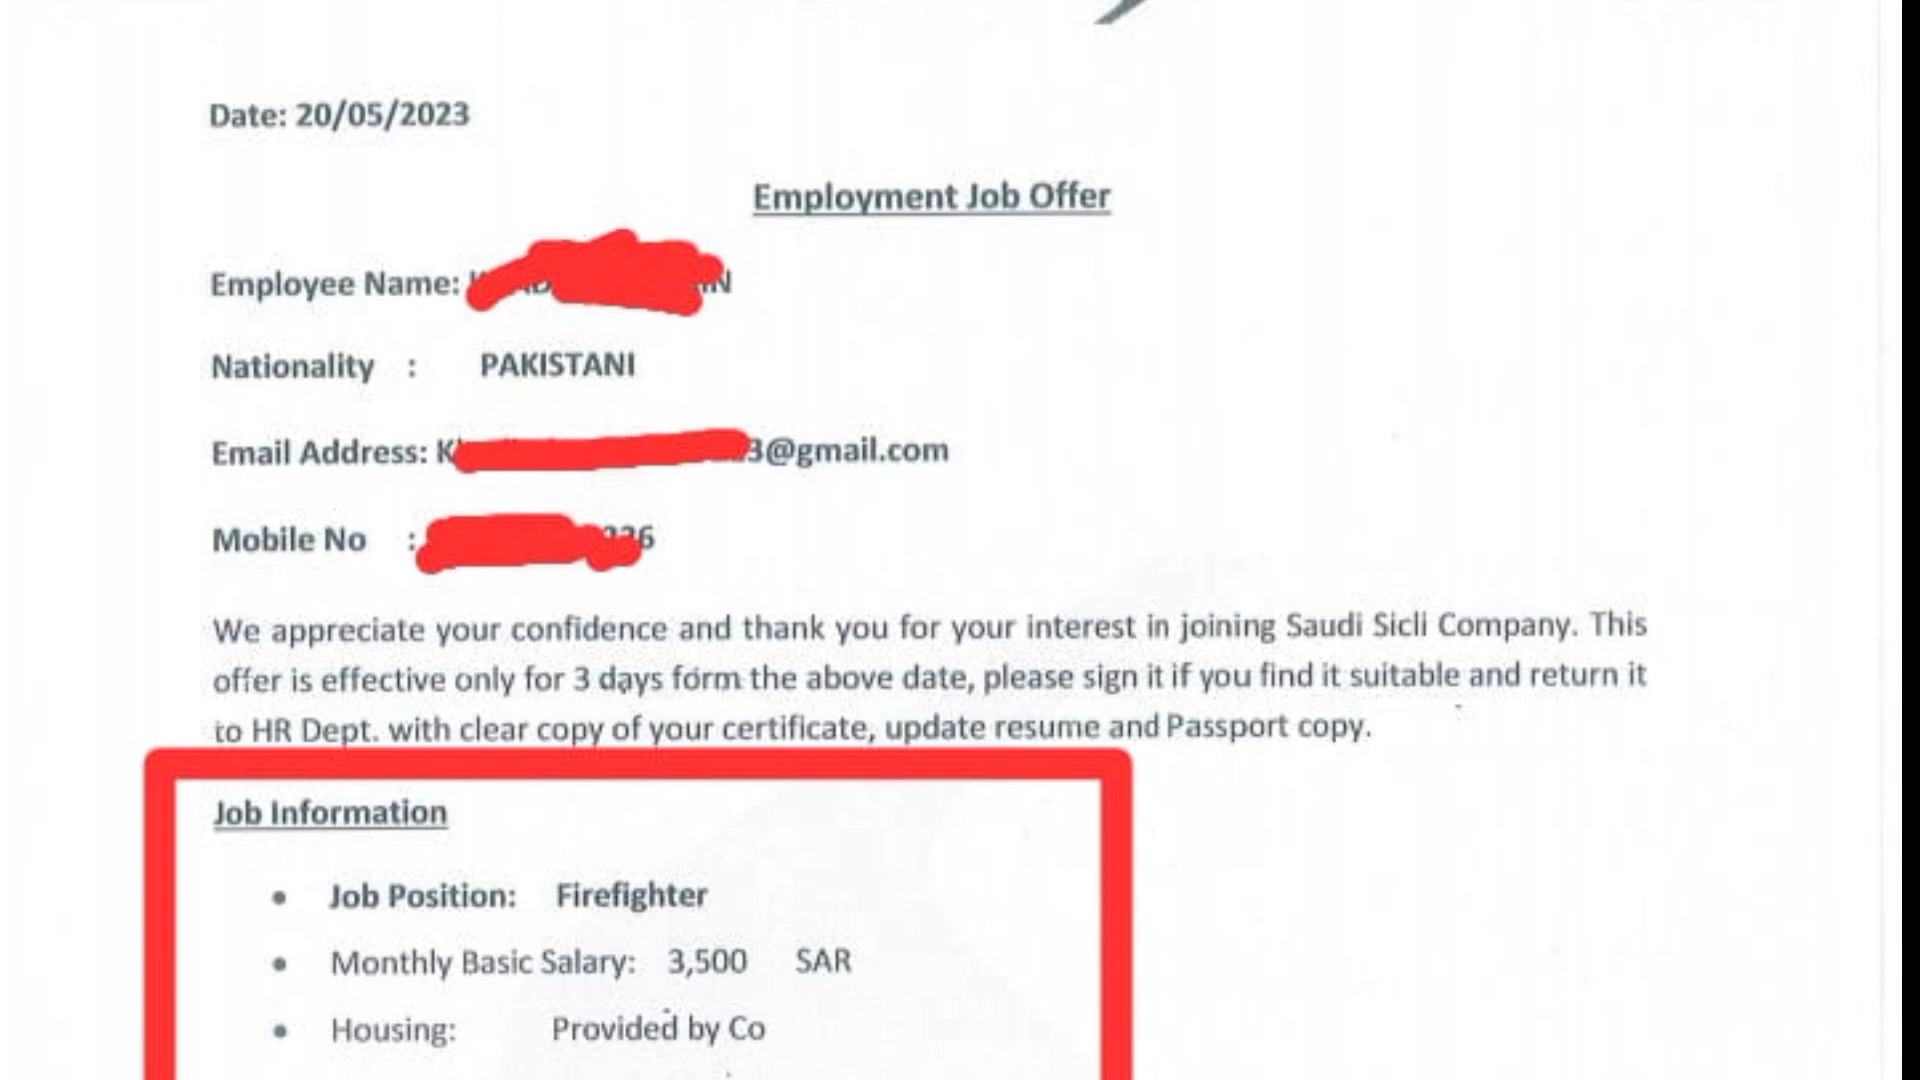 Date: 20/05/2023
Employment Job Offer
Employee Name:
Nationality : PAKISTANI
Email Address: 3@gmail.com
Mobile No : 6
We appreciate your confidence and thank you for your interest in joining Saudi Sicli Company. This
offer is effective only for 3 days form the above date, please sign it if you find it suitable and return it
to HR Dept. with clear copy of your certificate, update resume and Passport copy.
Job Information
• Job Position: Firefighter
• Monthly Basic Salary: 3,500 SAR
• Housing: Provided by Co